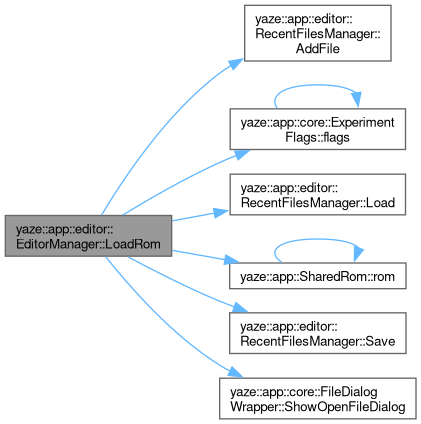 yaze::app::editor::
RecentFilesManager::
AddFile
yaze::app::core::Experiment
Flags::flags
yaze::app::editor::
RecentFilesManager::Load
yaze::app::editor::
EditorManager::LoadRom
yaze::app::SharedRom::rom
yaze::app::editor::
RecentFilesManager::Save
yaze::app::core::FileDialog
Wrapper::ShowOpenFileDialog